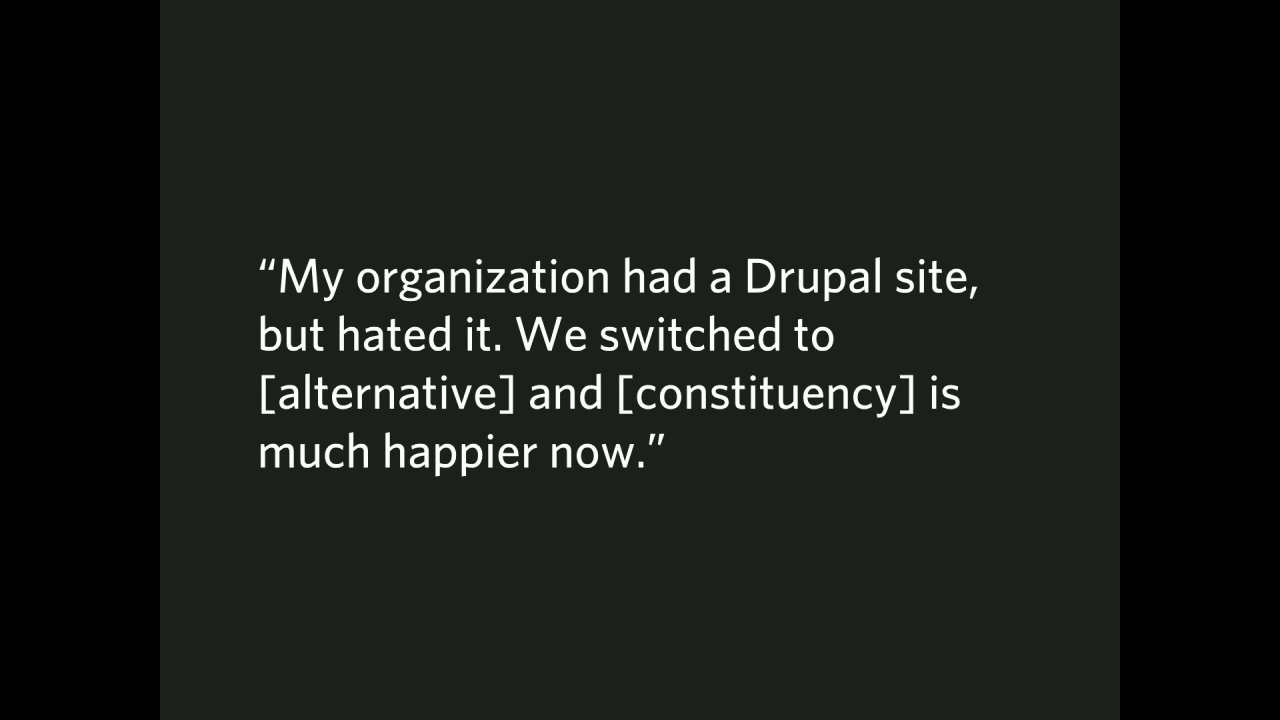 “My organization had a Drupal site,
but hated it. We switched to
[alternative] and [constituency] is
much happier now.”